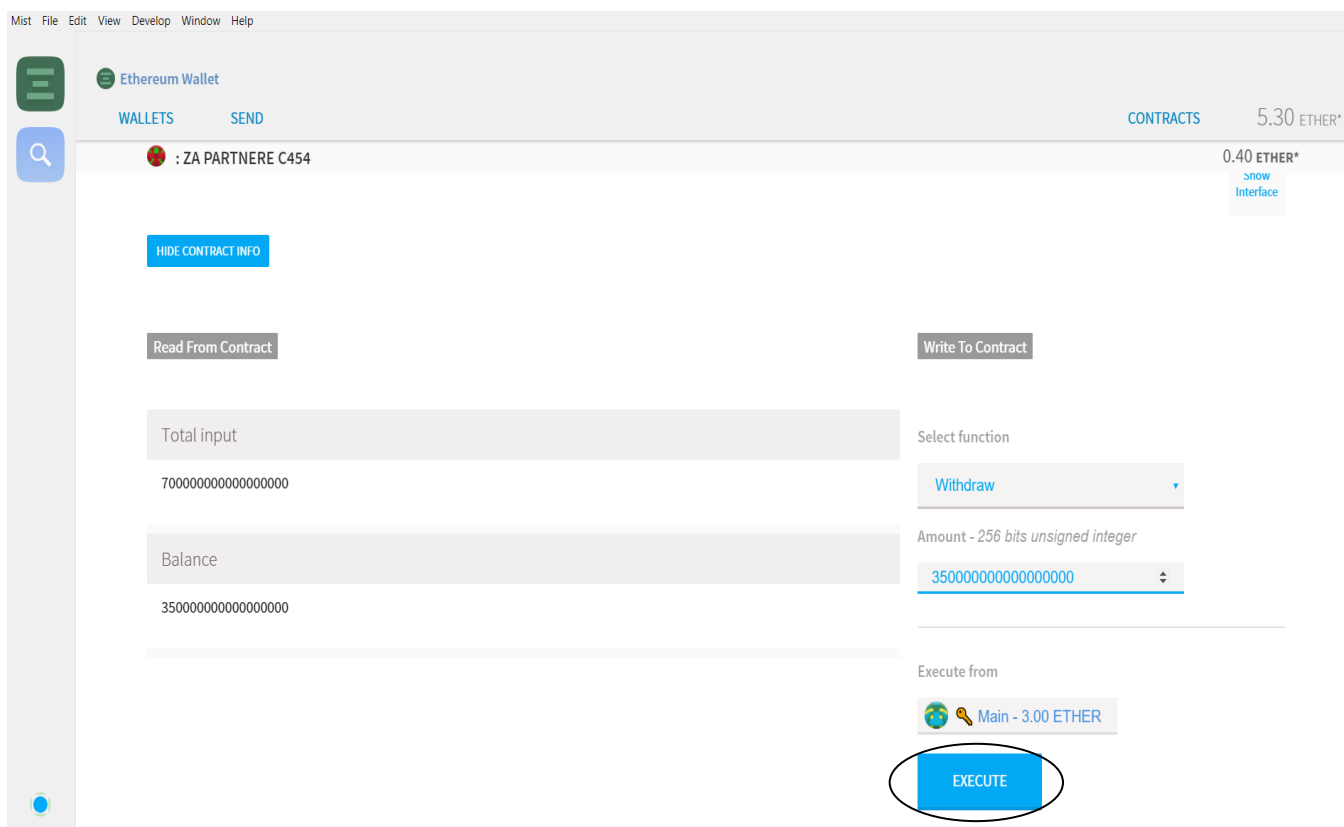 Mist File Edit View Develop Window Help
Ethereum Wallet
WALLETS SEND CONTRACTS 5.30 ETHER*
: ZA PARTNERE C454 0.40 ETHER*
Show
Interface
HIDE CONTRACT INFO
Read From Contract
Total input
700000000000000000
Balance
350000000000000000
Write To Contract
Select function
Withdraw
Amount - 256 bits unsigned integer
350000000000000000
Execute from
Main - 3.00 ETHER
EXECUTE